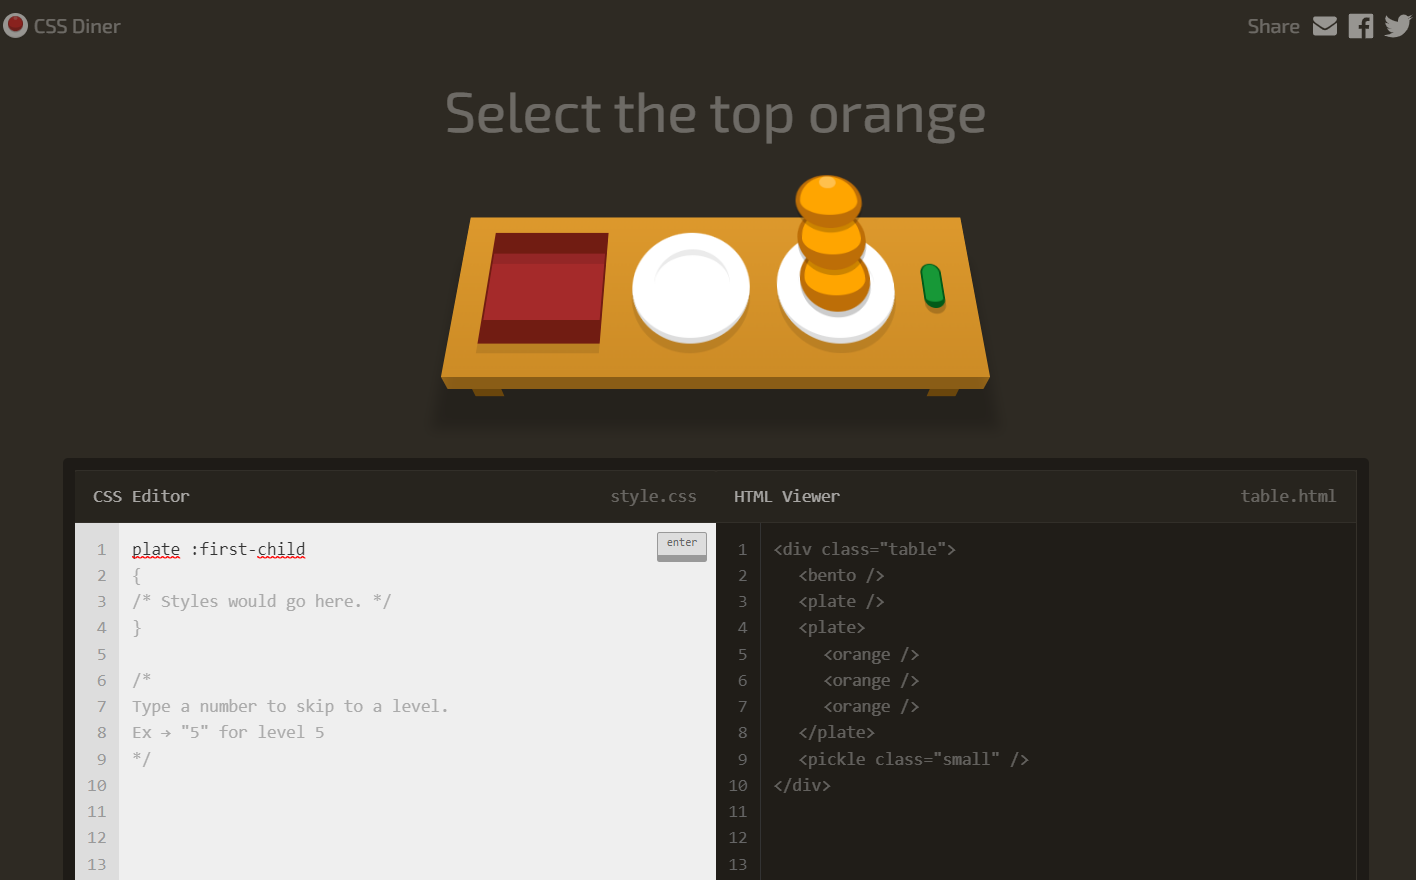 CSS Diner
Share
Select the top orange
CSS Editor
style.css
1 plate :first-child
enter
2 {
3 /* Styles would go here. */
4 }
5
6 /*
7 Type a number to skip to a level.
8 Ex → "5" for level 5
9 */
10
11
12
13
HTML Viewer
table.html
1 <div class="table">
2 <bento />
3 <plate />
4 <plate>
5 <orange />
6 <orange />
7 <orange />
8 </plate>
9 <pickle class="small" />
10 </div>
11
12
13